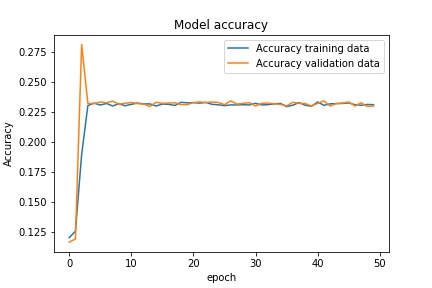 Model accuracy
Accuracy training data
Accuracy validation data
Accuracy
0.275
0.250
0.225
0.200
0.175
0.150
0.125
0
10
20
30
40
50
epoch